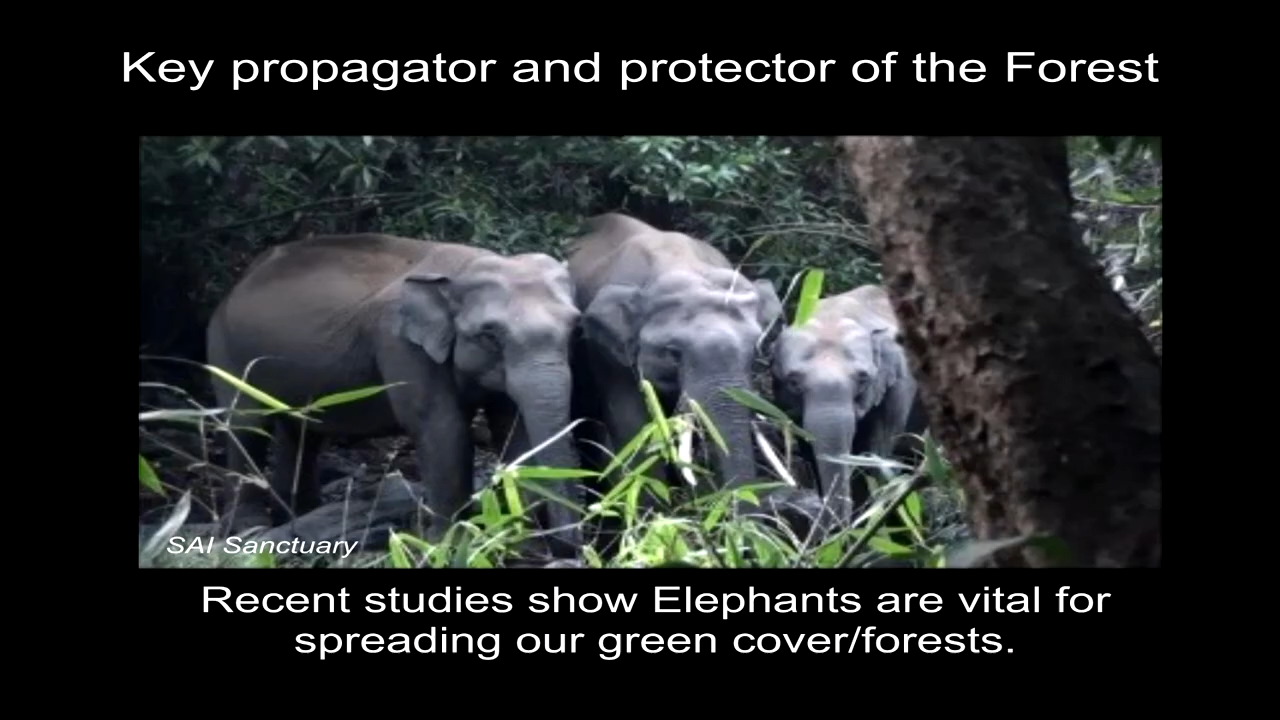 Key propagator and protector of the Forest
SAI Sanctuary
Recent studies show Elephants are vital for
spreading our green cover/forests.